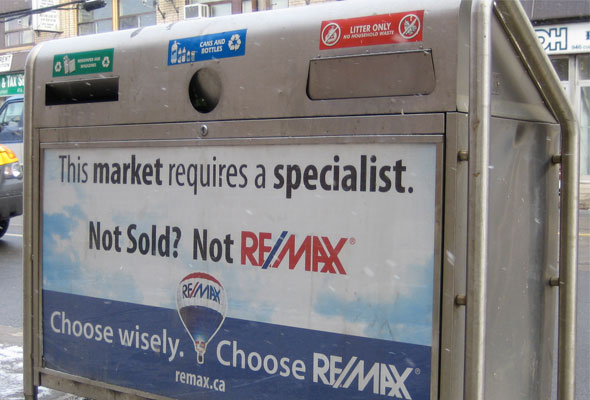 CANS AND
BOTTLES
LITTER ONLY
NO HOUSEHOLD WASTE
This market requires a specialist.
Not Sold? Not RE/MAX®
RE/MAX
Choose wisely. Choose RE/MAX®
remax.ca
& TAX